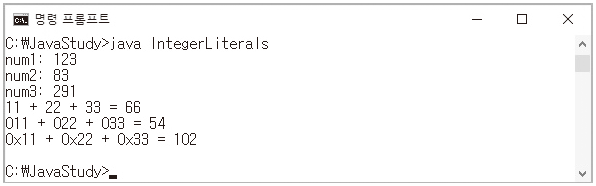 명령 프롬프트
C:\JavaStudy>java IntegerLiterals
num1: 123
num2: 83
num3: 291
11 + 22 + 33 = 66
011 + 022 + 033 = 54
0x11 + 0x22 + 0x33 = 102
C:\JavaStudy>